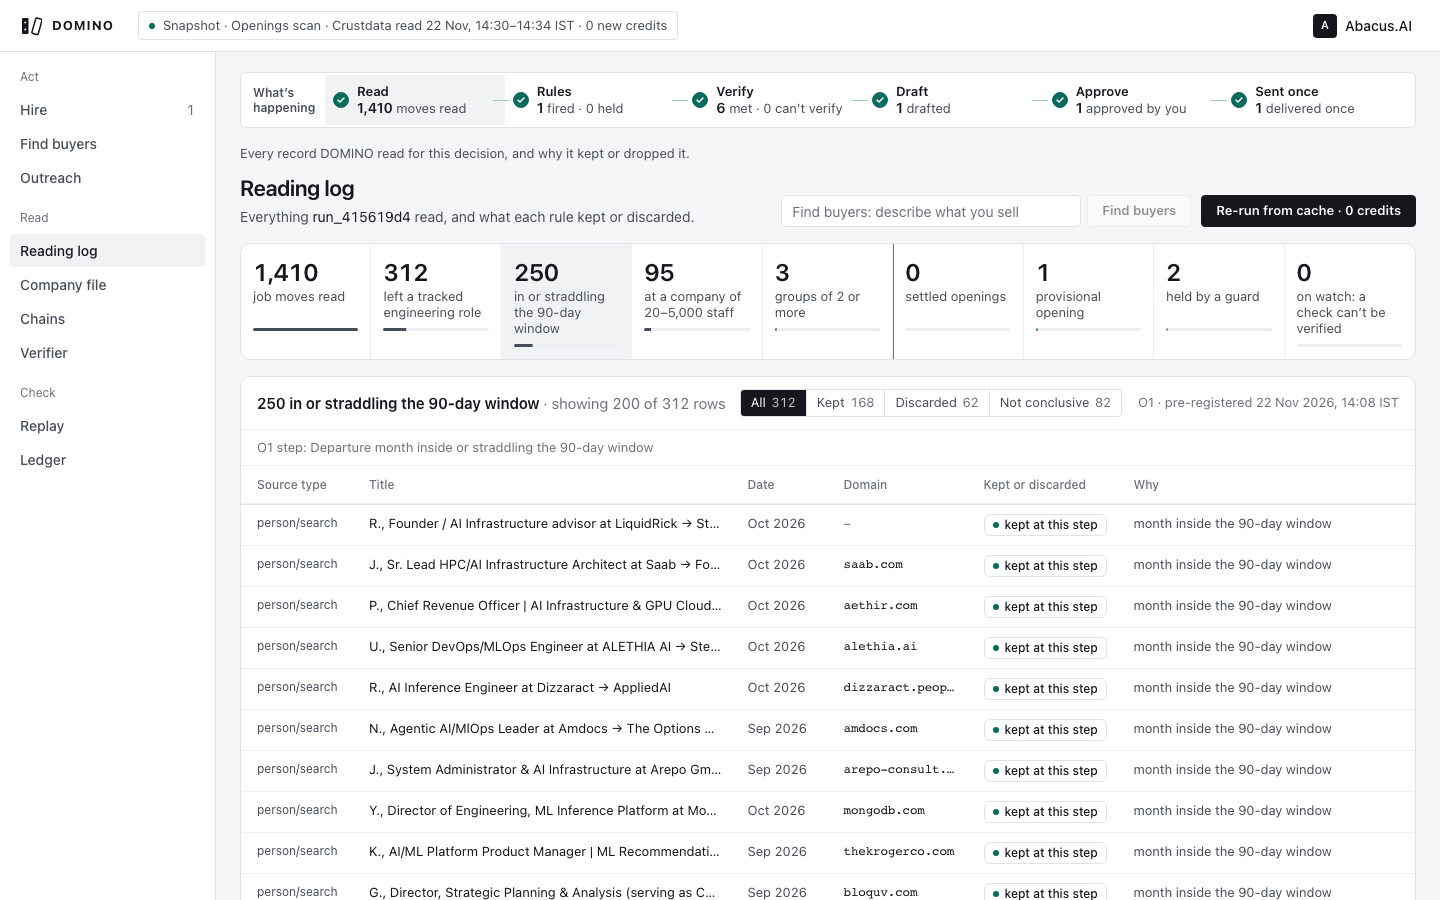 DOMINO
Snapshot · Openings scan · Crustdata read 22 Nov, 14:30–14:34 IST · 0 new credits
A
Abacus.AI
Act
Hire 1
Find buyers
Outreach
Read
Reading log
Company file
Chains
Verifier
Check
Replay
Ledger
What's happening
Read
1,410 moves read
Rules
1 fired · 0 held
Verify
6 met · 0 can't verify
Draft
1 drafted
Approve
1 approved by you
Sent once
1 delivered once
Every record DOMINO read for this decision, and why it kept or dropped it.
Reading log
Everything run_415619d4 read, and what each rule kept or discarded.
Find buyers: describe what you sell
Find buyers
Re-run from cache · 0 credits
1,410
job moves read
312
left a tracked
engineering role
250
in or straddling
the 90-day
window
95
at a company of
20–5,000 staff
3
groups of 2 or
more
0
settled openings
1
provisional
opening
2
held by a guard
0
on watch: a
check can't be
verified
250 in or straddling the 90-day window · showing 200 of 312 rows
All 312
Kept 168
Discarded 62
Not conclusive 82
O1 · pre-registered 22 Nov 2026, 14:08 IST
O1 step: Departure month inside or straddling the 90-day window
Source type Title Date Domain Kept or discarded Why
person/search R., Founder / AI Infrastructure advisor at LiquidRick → St... Oct 2026 – kept at this step month inside the 90-day window
person/search J., Sr. Lead HPC/AI Infrastructure Architect at Saab → Fo... Oct 2026 saab.com kept at this step month inside the 90-day window
person/search P., Chief Revenue Officer | AI Infrastructure & GPU Cloud... Oct 2026 aethir.com kept at this step month inside the 90-day window
person/search U., Senior DevOps/MLOps Engineer at ALETHIA AI → Ste... Oct 2026 alethia.ai kept at this step month inside the 90-day window
person/search R., AI Inference Engineer at Dizzaract → AppliedAI Oct 2026 dizzaract.peop... kept at this step month inside the 90-day window
person/search N., Agentic AI/MlOps Leader at Amdocs → The Options ... Sep 2026 amdocs.com kept at this step month inside the 90-day window
person/search J., System Administrator & AI Infrastructure at Arepo Gm... Sep 2026 arepo-consult.... kept at this step month inside the 90-day window
person/search Y., Director of Engineering, ML Inference Platform at Mo... Oct 2026 mongodb.com kept at this step month inside the 90-day window
person/search K., AI/ML Platform Product Manager | ML Recommendati... Sep 2026 thekrogerco.com kept at this step month inside the 90-day window
person/search G., Director, Strategic Planning & Analysis (serving as C... Sep 2026 bloquv.com kept at this step month inside the 90-day window